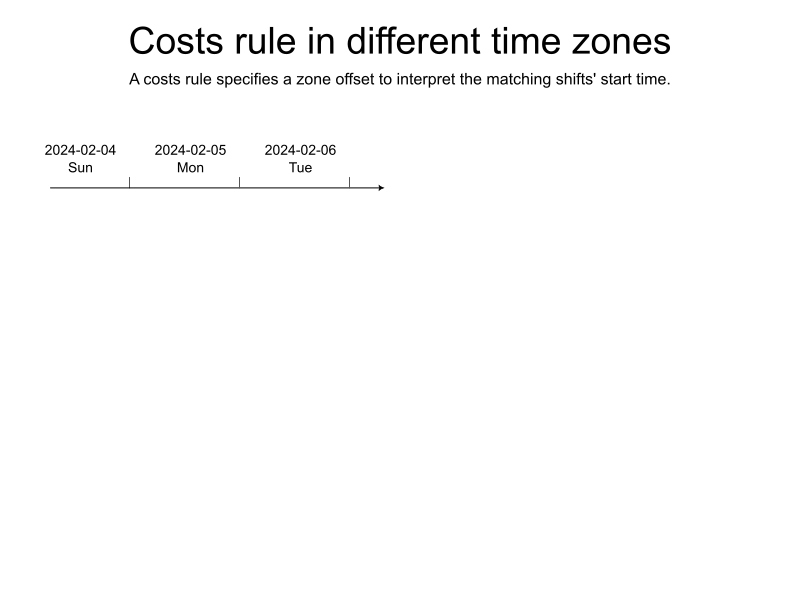 Costs rule in different time zones
A costs rule specifies a zone offset to interpret the matching shifts' start time.
2024-02-04 2024-02-05 2024-02-06
Sun Mon Tue